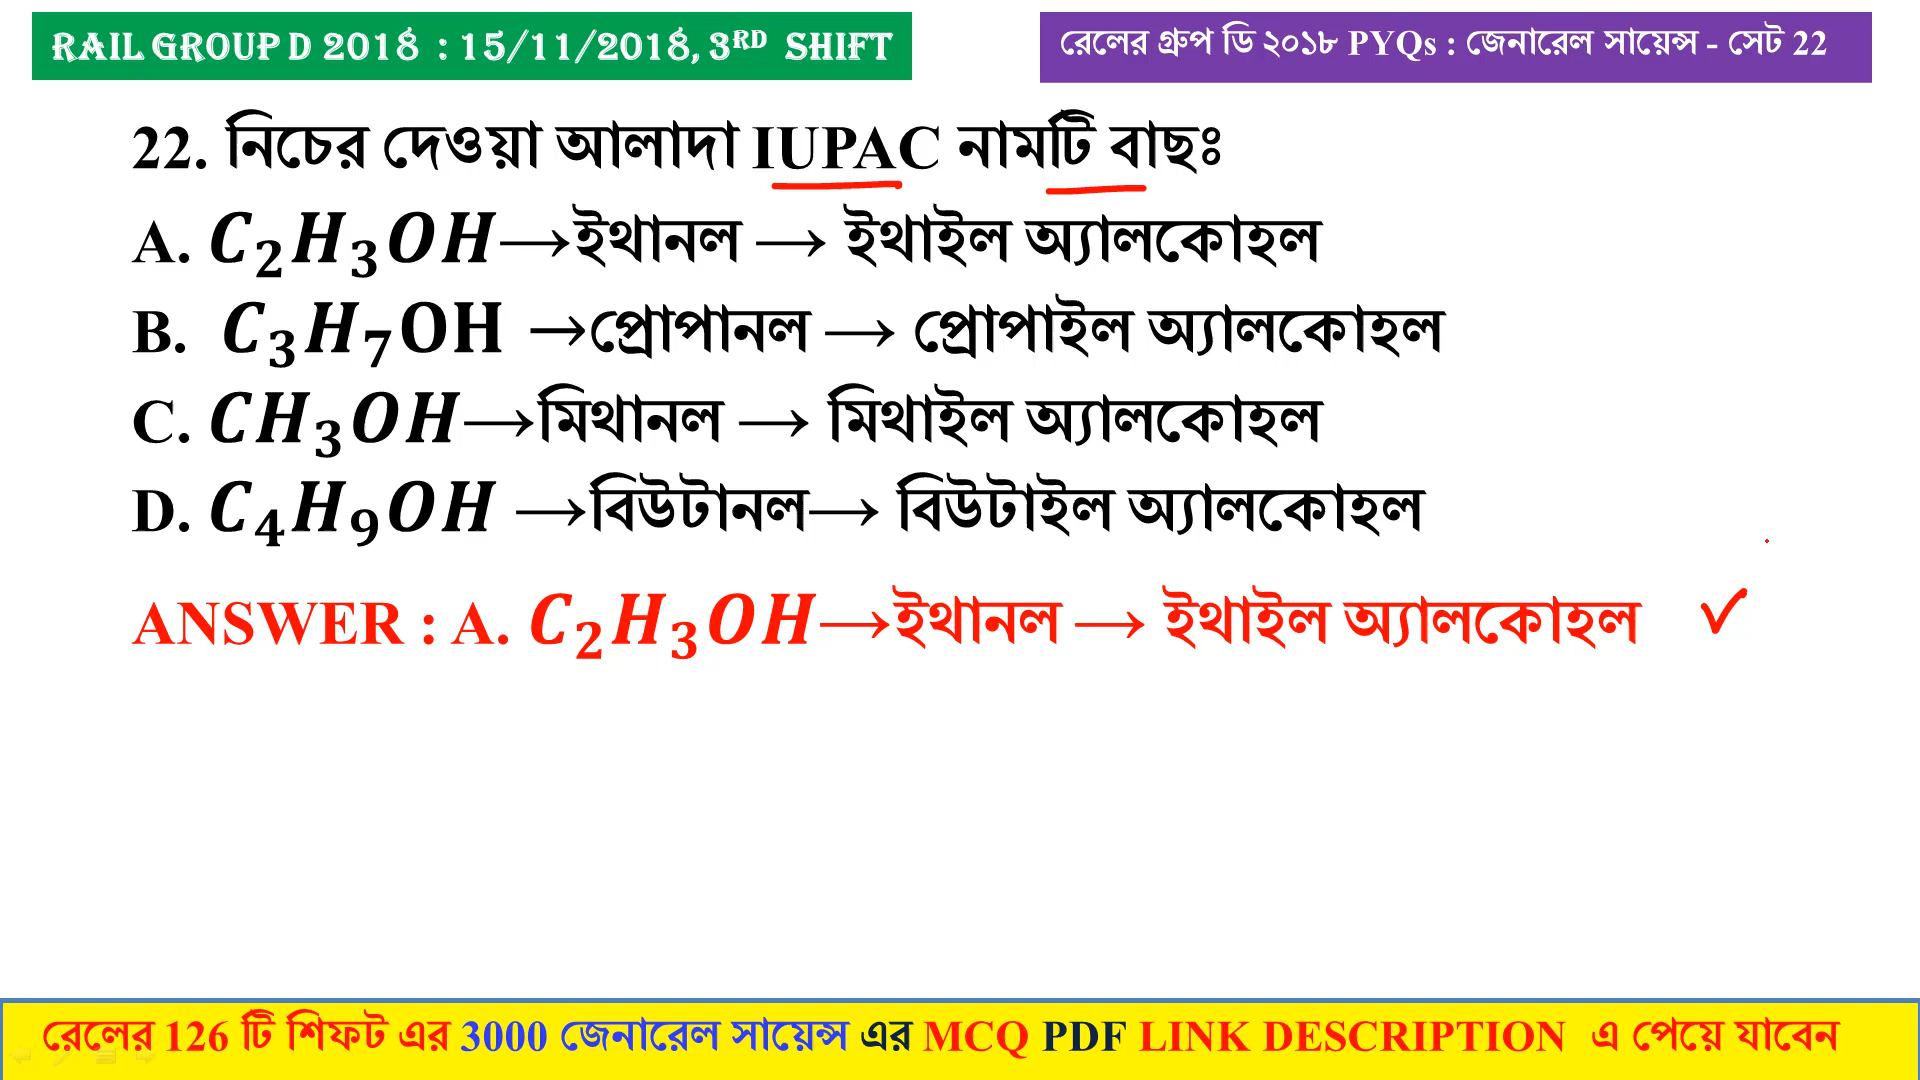 RAIL GROUP D 2018 : 15/11/2018, 3RD SHIFT
রেলের গ্রুপ ডি ২০১৮ PYQs : জেনারেল সায়েন্স - সেট 22
22. নিচের দেওয়া আলাদা IUPAC নামটি বাছঃ
A. C₂H₃OH→ইথানল → ইথাইল অ্যালকোহল
B. C₃H₇OH →প্রোপানল → প্রোপাইল অ্যালকোহল
C. CH₃OH→মিথানল → মিথাইল অ্যালকোহল
D. C₄H₉OH →বিউটানল→ বিউটাইল অ্যালকোহল
ANSWER : A. C₂H₃OH→ইথানল → ইথাইল অ্যালকোহল ✓
রেলের 126 টি শিফট এর 3000 জেনারেল সায়েন্স এর MCQ PDF LINK DESCRIPTION এ পেয়ে যাবেন